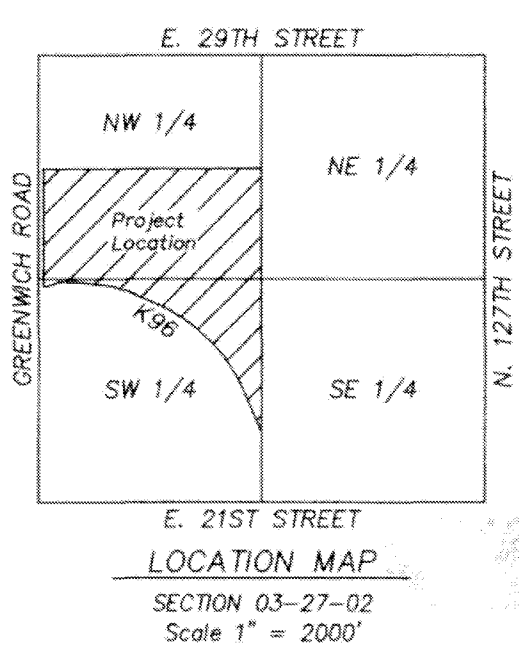 E. 29TH STREET
NW 1/4
NE 1/4
GREENWICH ROAD
Project
Location
N. 127TH STREET
K96
SW 1/4
SE 1/4
E. 21ST STREET
LOCATION MAP
SECTION 03-27-02
Scale 1" = 2000'